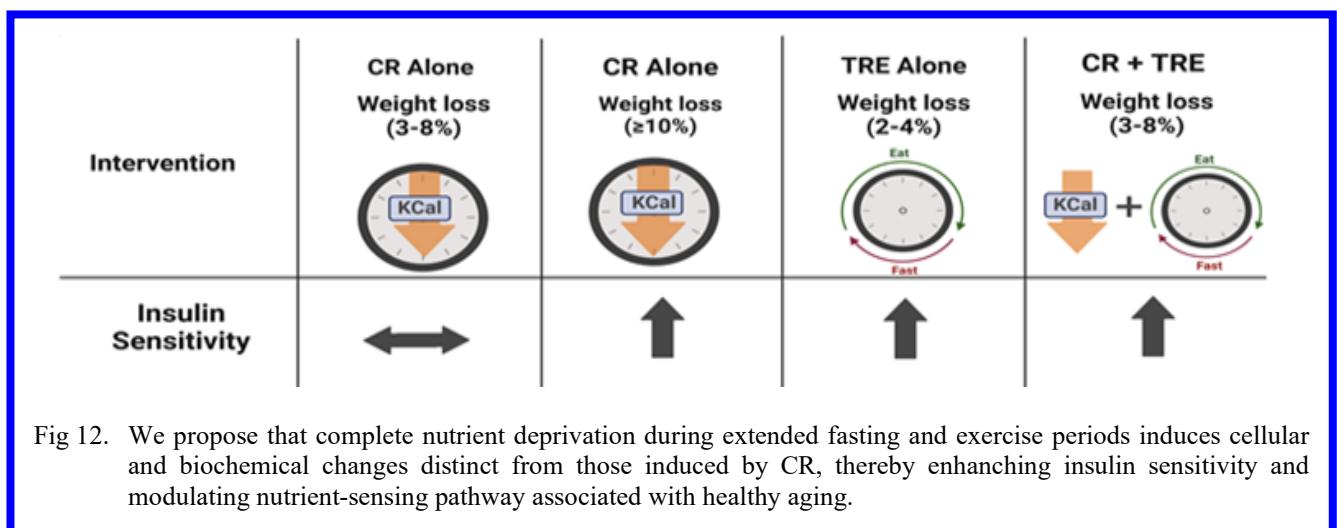 CR Alone
Weight loss
(3-8%)
KCal
CR Alone
Weight loss
(≥10%)
KCal
TRE Alone
Weight loss
(2-4%)
Eat
Fast
CR + TRE
Weight loss
(3-8%)
KCal +
Eat
Fast
Intervention
Insulin
Sensitivity
Fig 12. We propose that complete nutrient deprivation during extended fasting and exercise periods induces cellular
and biochemical changes distinct from those induced by CR, thereby enhanching insulin sensitivity and
modulating nutrient-sensing pathway associated with healthy aging.